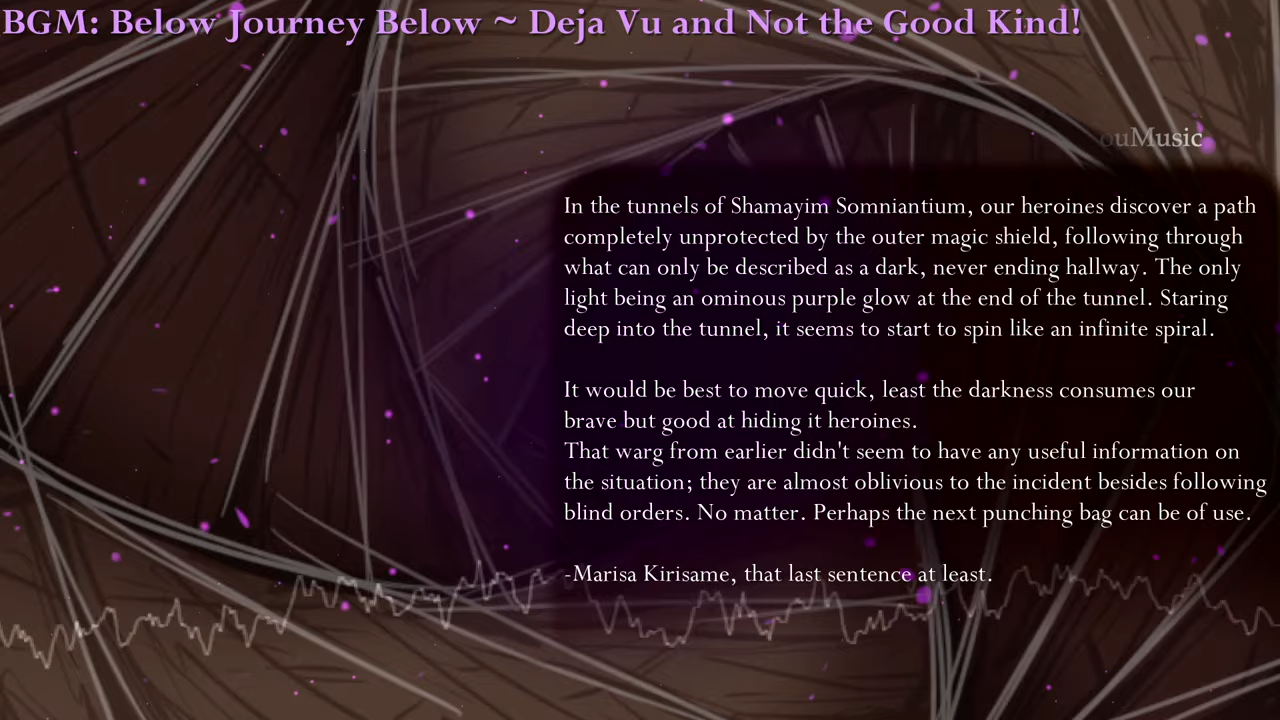 BGM: Below Journey Below ~ Deja Vu and Not the Good Kind!
ouMusic
In the tunnels of Shamayim Somniantium, our heroines discover a path
completely unprotected by the outer magic shield, following through
what can only be described as a dark, never ending hallway. The only
light being an ominous purple glow at the end of the tunnel. Staring
deep into the tunnel, it seems to start to spin like an infinite spiral.
It would be best to move quick, least the darkness consumes our
brave but good at hiding it heroines.
That warg from earlier didn't seem to have any useful information on
the situation; they are almost oblivious to the incident besides following
blind orders. No matter. Perhaps the next punching bag can be of use.
-Marisa Kirisame, that last sentence at least.